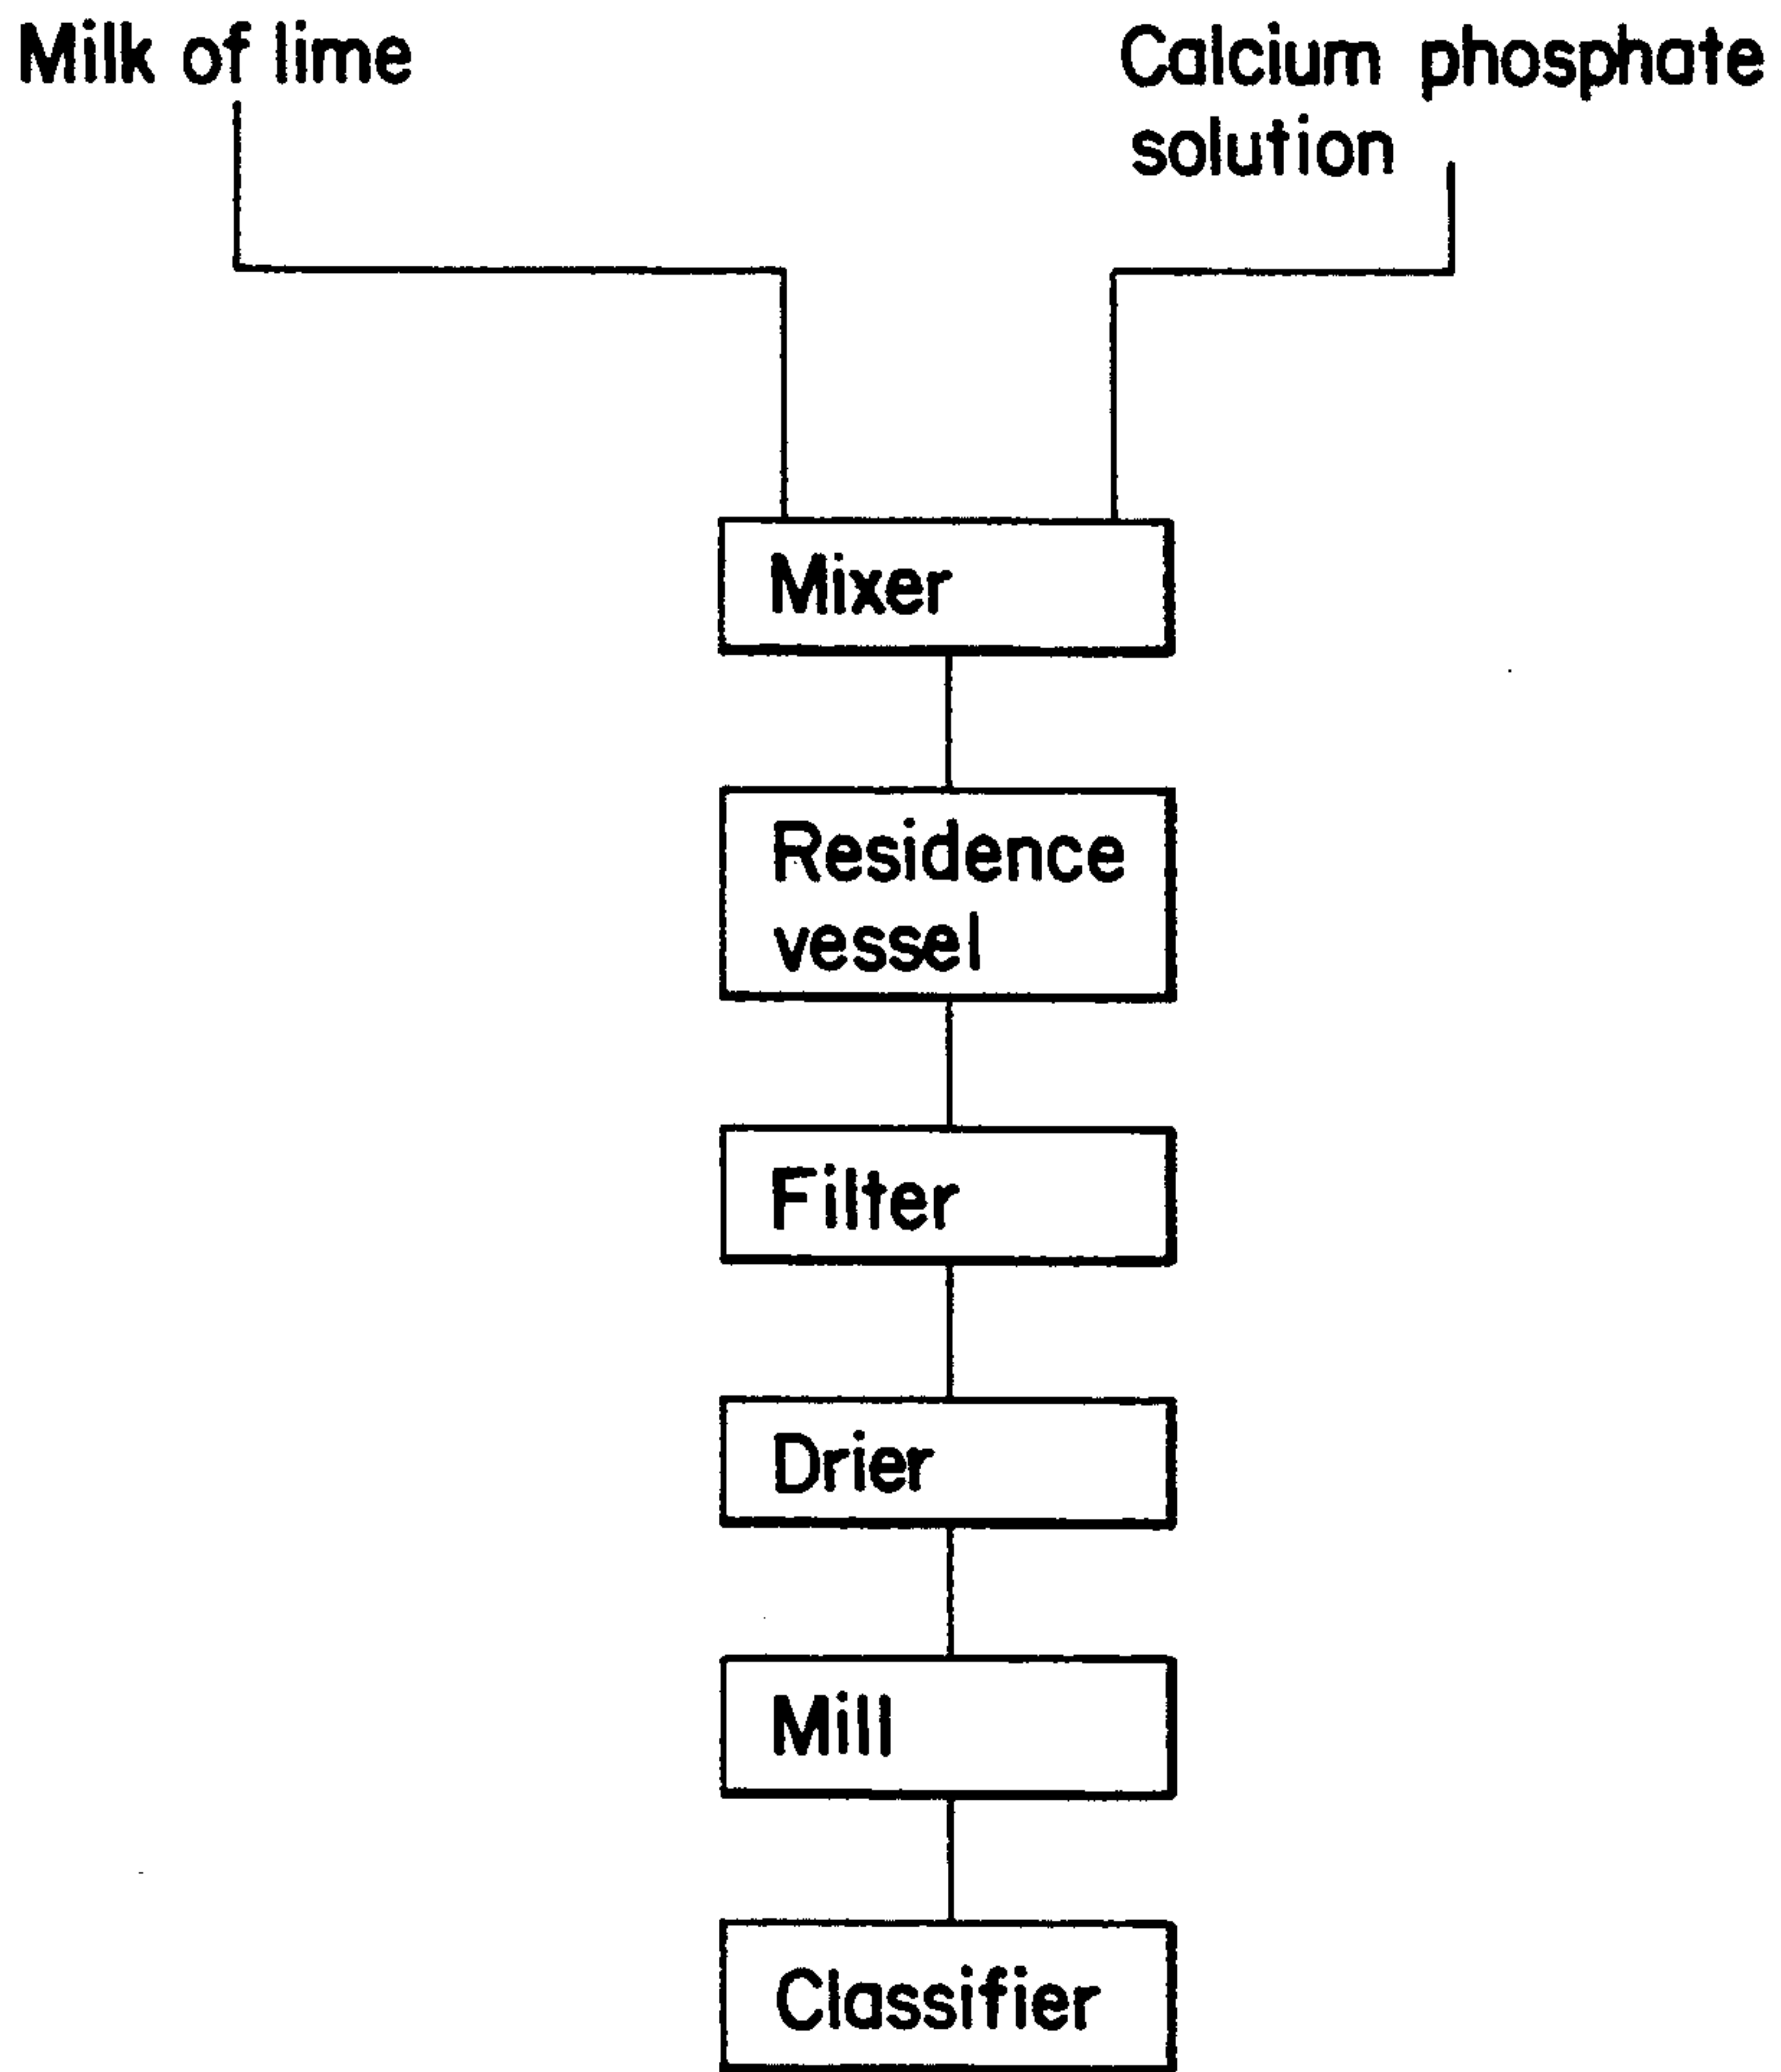 Milk of lime
Calcium phosphate
solution
Mixer
Residence
vessel
Filter
Drier
Mill
Classifier